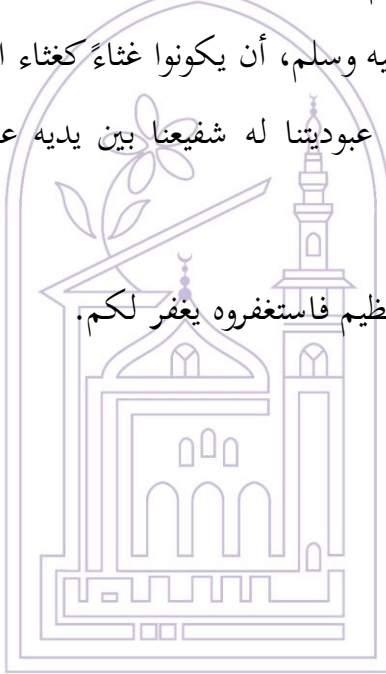 يه وسلم، أن يكونوا غثاءً كغثاء ا
عبوديتنا له شفيعنا بين يديه ع
ظيم فاستغفروه يغفر لكم.